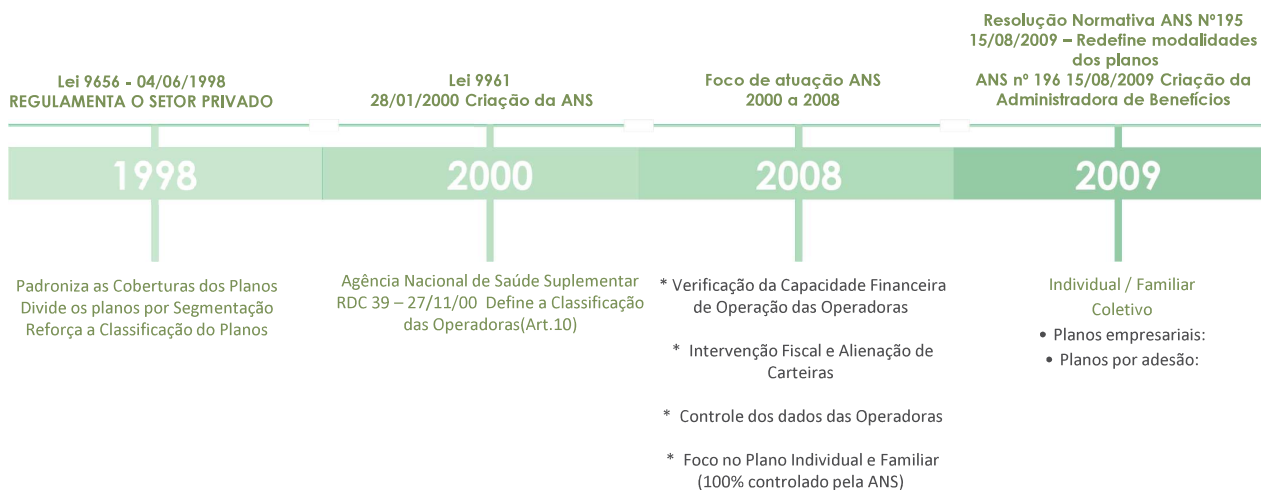 Lei 9656 - 04/06/1998
REGULAMENTA O SETOR PRIVADO
1998
Padroniza as Coberturas dos Planos
Divide os planos por Segmentação
Reforça a Classificação do Planos
Lei 9961
28/01/2000 Criação da ANS
2000
Agência Nacional de Saúde Suplementar
RDC 39 – 27/11/00 Define a Classificação
das Operadoras(Art.10)
Foco de atuação ANS
2000 a 2008
2008
* Verificação da Capacidade Financeira
de Operação das Operadoras
* Intervenção Fiscal e Alienação de
Carteiras
* Controle dos dados das Operadoras
* Foco no Plano Individual e Familiar
(100% controlado pela ANS)
Resolução Normativa ANS Nº195
15/08/2009 – Redefine modalidades
dos planos
ANS nº 196 15/08/2009 Criação da
Administradora de Benefícios
2009
Individual / Familiar
Coletivo
• Planos empresariais:
• Planos por adesão: